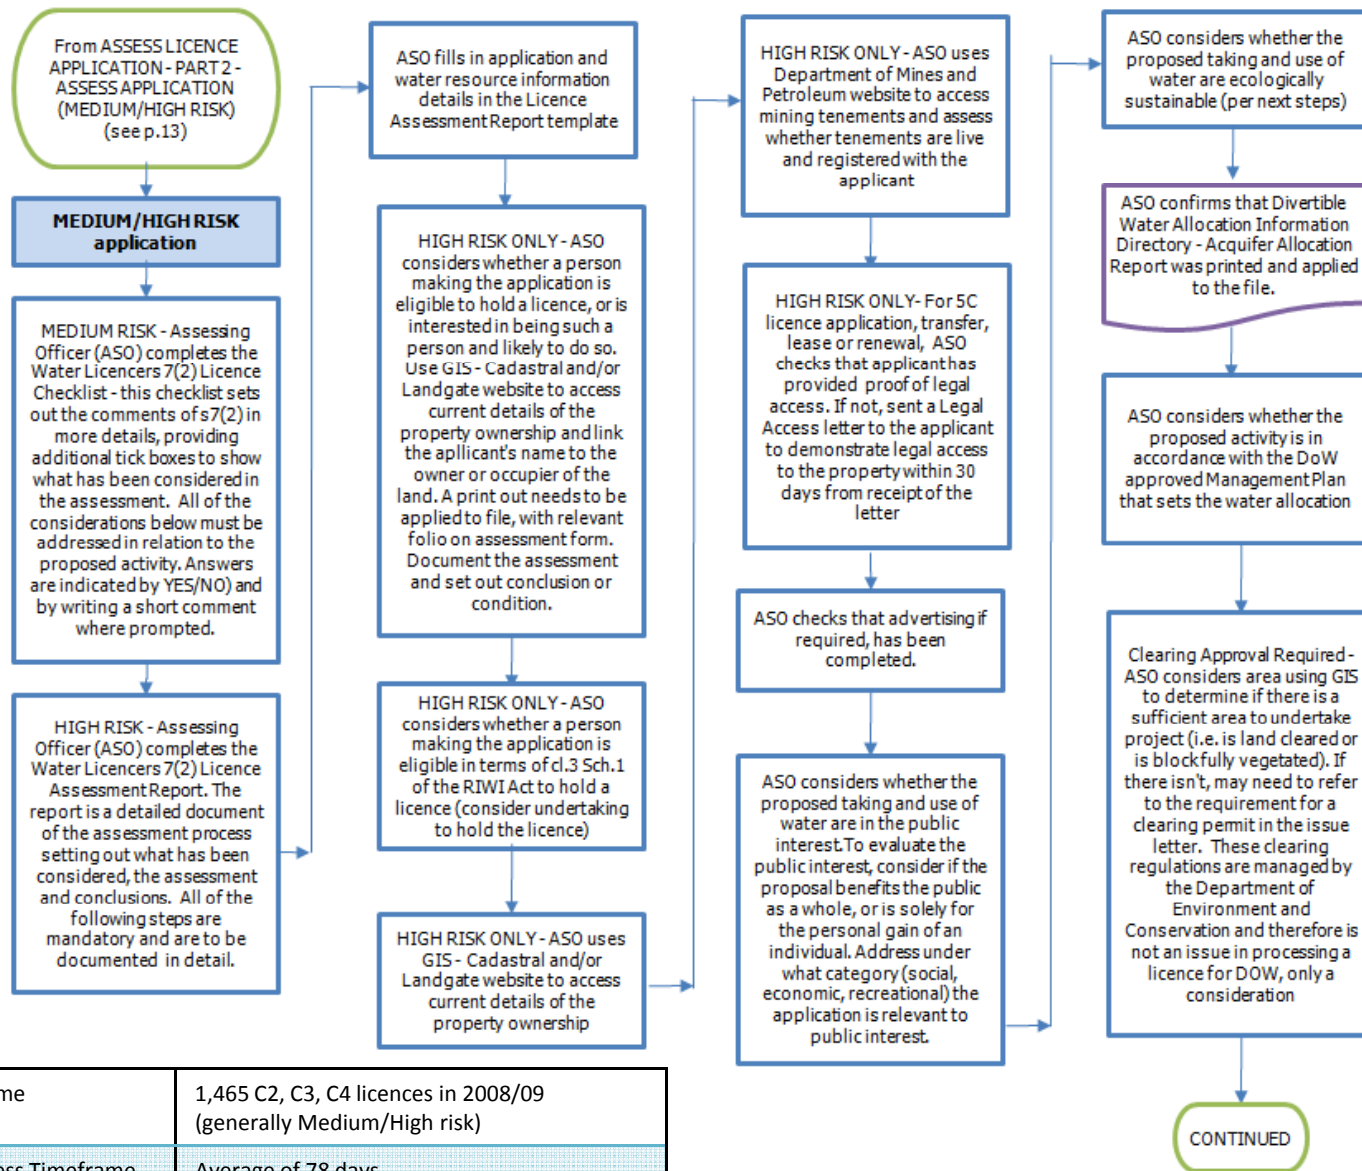 From ASSESS LICENCE
APPLICATION - PART 2 -
ASSESS APPLICATION
(MEDIUM/HIGH RISK)
(see p.13)
MEDIUM/HIGH RISK
application
MEDIUM RISK - Assessing
Officer (ASO) completes the
Water Licencers 7(2) Licence
Checklist - this checklist sets
out the comments of s7(2) in
more details, providing
additional tick boxes to show
what has been considered in
the assessment. All of the
considerations below must be
addressed in relation to the
proposed activity. Answers
are indicated by YES/NO) and
by writing a short comment
where prompted.
HIGH RISK - Assessing
Officer (ASO) completes the
Water Licencers 7(2) Licence
Assessment Report. The
report is a detailed document
of the assessment process
setting out what has been
considered, the assessment
and conclusions. All of the
following steps are
mandatory and are to be
documented in detail.
ASO fills in application and
water resource information
details in the Licence
Assessment Report template
HIGH RISK ONLY - ASO
considers whether a person
making the application is
eligible to hold a licence, or is
interested in being such a
person and likely to do so.
Use GIS - Cadastral and/or
Landgate website to access
current details of the
property ownership and link
the apllicant's name to the
owner or occupier of the
land. A print out needs to be
applied to file, with relevant
folio on assessment form.
Document the assessment
and set out conclusion or
condition.
HIGH RISK ONLY - ASO
considers whether a person
making the application is
eligible in terms of cl.3 Sch.1
of the RIWI Act to hold a
licence (consider undertaking
to hold the licence)
HIGH RISK ONLY - ASO uses
GIS - Cadastral and/or
Landgate website to access
current details of the
property ownership
HIGH RISK ONLY - ASO uses
Department of Mines and
Petroleum website to access
mining tenements and assess
whether tenements are live
and registered with the
applicant
HIGH RISK ONLY- For 5C
licence application, transfer,
lease or renewal, ASO
checks that applicant has
provided proof of legal
access. If not, sent a Legal
Access letter to the applicant
to demonstrate legal access
to the property within 30
days from receipt of the
letter
ASO checks that advertising if
required, has been
completed.
ASO considers whether the
proposed taking and use of
water are in the public
interest.To evaluate the
public interest, consider if the
proposal benefits the public
as a whole, or is solely for
the personal gain of an
individual. Address under
what category (social,
economic, recreational) the
application is relevant to
public interest.
ASO considers whether the
proposed taking and use of
water are ecologically
sustainable (per next steps)
ASO confirms that Divertible
Water Allocation Information
Directory - Acquifer Allocation
Report was printed and applied
to the file.
ASO considers whether the
proposed activity is in
accordance with the DoW
approved Management Plan
that sets the water allocation
Clearing Approval Required -
ASO considers area using GIS
to determine if there is a
sufficient area to undertake
project (i.e. is land cleared or
is block fully vegetated). If
there isn't, may need to refer
to the requirement for a
clearing permit in the issue
letter. These clearing
regulations are managed by
the Department of
Environment and
Conservation and therefore is
not an issue in processing a
licence for DOW, only a
consideration
CONTINUED
me
1,465 C2, C3, C4 licences in 2008/09
(generally Medium/High risk)
ess Timeframe
Average of 78 days